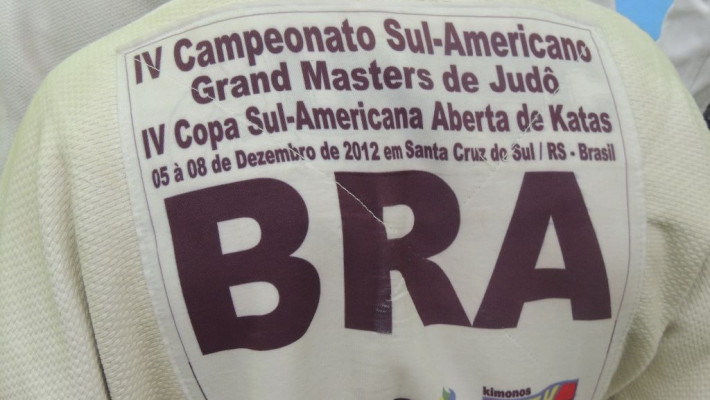 IV Campeonato Sul-Americano
Grand Masters de Judô
IV Copa Sul-Americana Aberta de Katas
05 à 08 de Dezembro de 2012 em Santa Cruz do Sul / RS - Brasil
BRA
kimonos